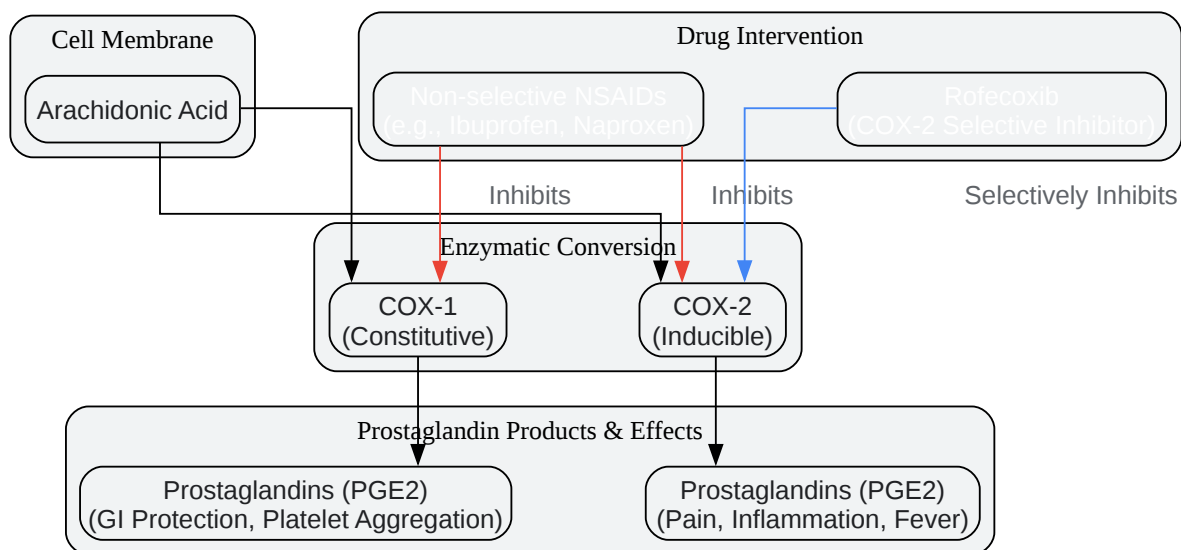 Cell Membrane
Drug Intervention
Arachidonic Acid
Non-selective NSAIDs
(e.g., Ibuprofen, Naproxen)
Rofecoxib
(COX-2 Selective Inhibitor)
Inhibits
Inhibits
Selectively Inhibits
Enzymatic Conversion
COX-1
(Constitutive)
COX-2
(Inducible)
Prostaglandin Products & Effects
Prostaglandins (PGE2)
(GI Protection, Platelet Aggregation)
Prostaglandins (PGE2)
(Pain, Inflammation, Fever)